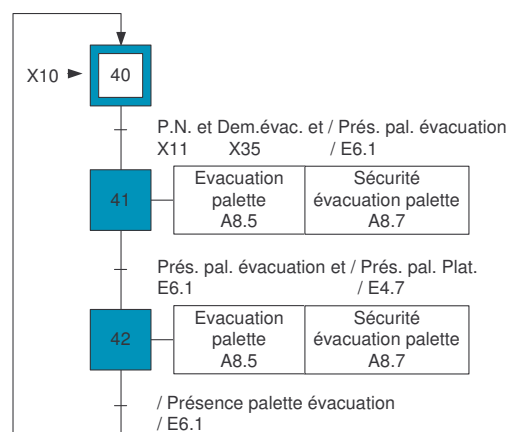 X10
40
P.N. et Dem.évac. et / Prés. pal. évacuation
X11 X35 / E6.1
41
Evacuation
palette
A8.5
Sécurité
évacuation palette
A8.7
Prés. pal. évacuation et / Prés. pal. Plat.
E6.1 / E4.7
42
Evacuation
palette
A8.5
Sécurité
évacuation palette
A8.7
/ Présence palette évacuation
/ E6.1